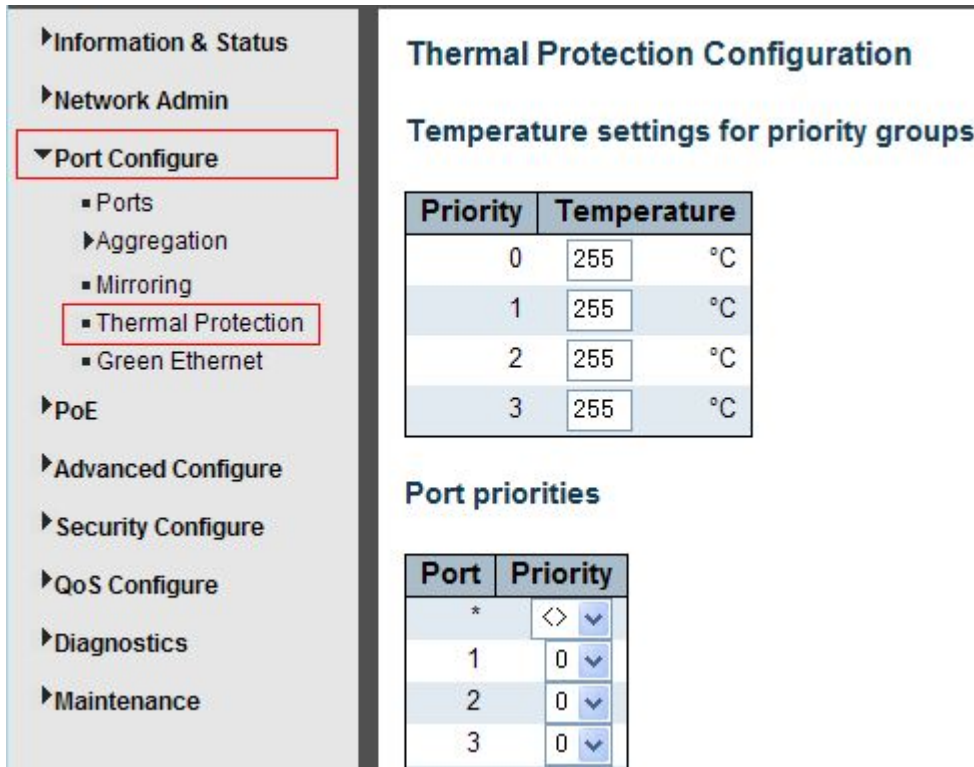 Information & Status
Network Admin
Port Configure
Ports
Aggregation
Mirroring
Thermal Protection
Green Ethernet
PoE
Advanced Configure
Security Configure
QoS Configure
Diagnostics
Maintenance
Thermal Protection Configuration
Temperature settings for priority groups
Priority Temperature
0 255 °C
1 255 °C
2 255 °C
3 255 °C
Port priorities
Port Priority
* <>
1 0
2 0
3 0